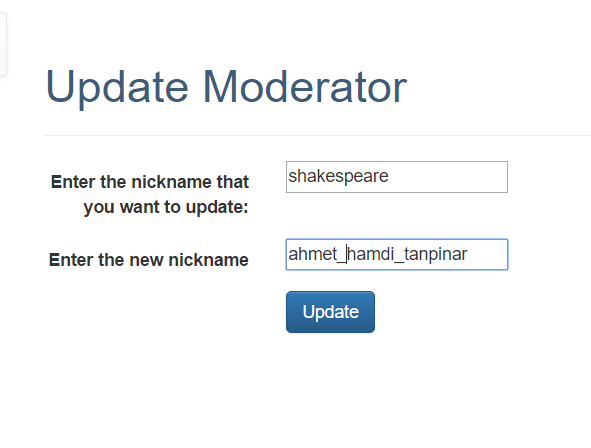 Update Moderator
Enter the nickname that
you want to update:
shakespeare
Enter the new nickname
ahmet_hamdi_tanpinar
Update